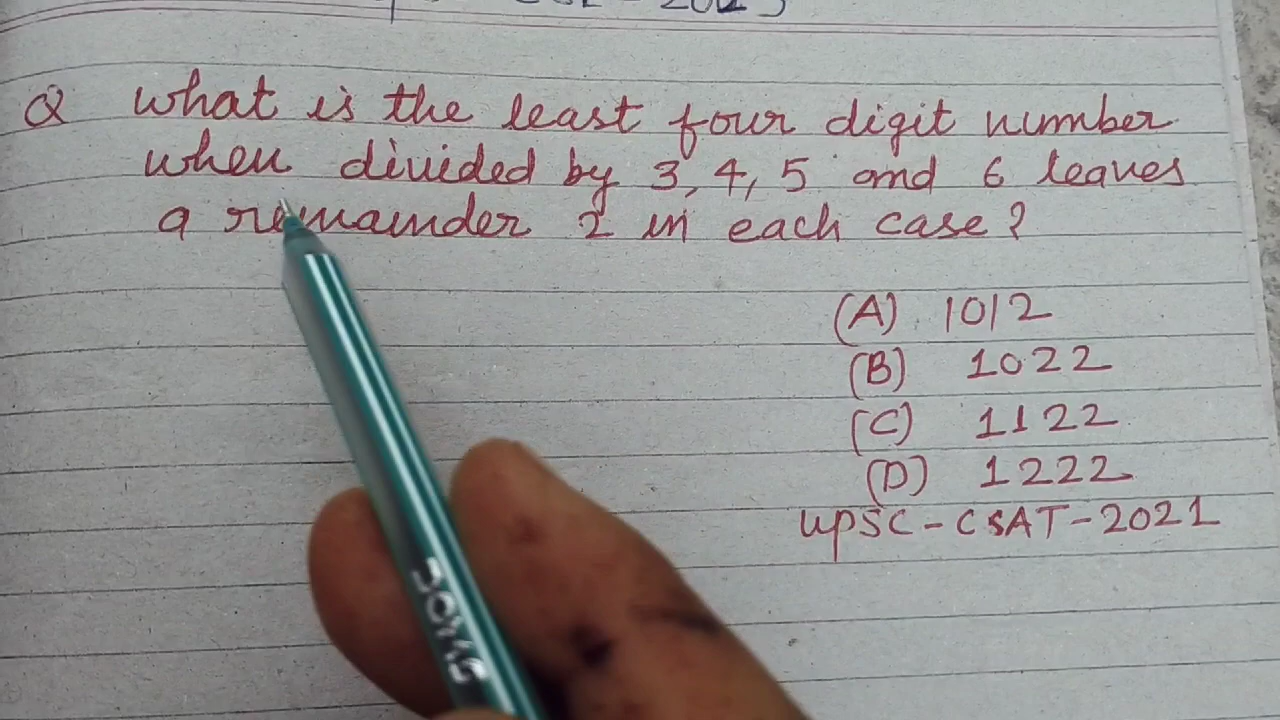 Q what is the least four digit number
when divided by 3, 4, 5 and 6 leaves
a remainder 2 in each case?
(A) 1012
(B) 1022
(C) 1122
(D) 1222
UPSC-CSAT-2021
DOMS